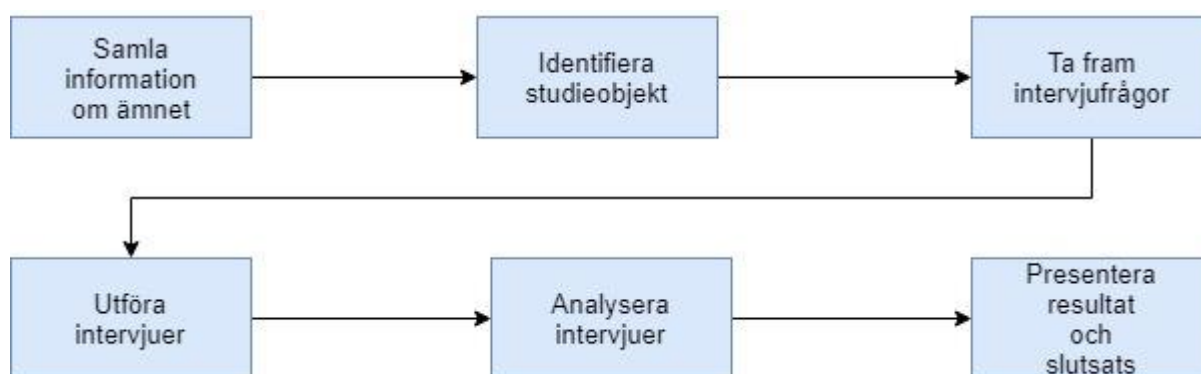 Samla
information
om ämnet
Identifiera
studieobjekt
Ta fram
intervjufrågor
Utföra
intervjuer
Analysera
intervjuer
Presentera
resultat
och
slutsats